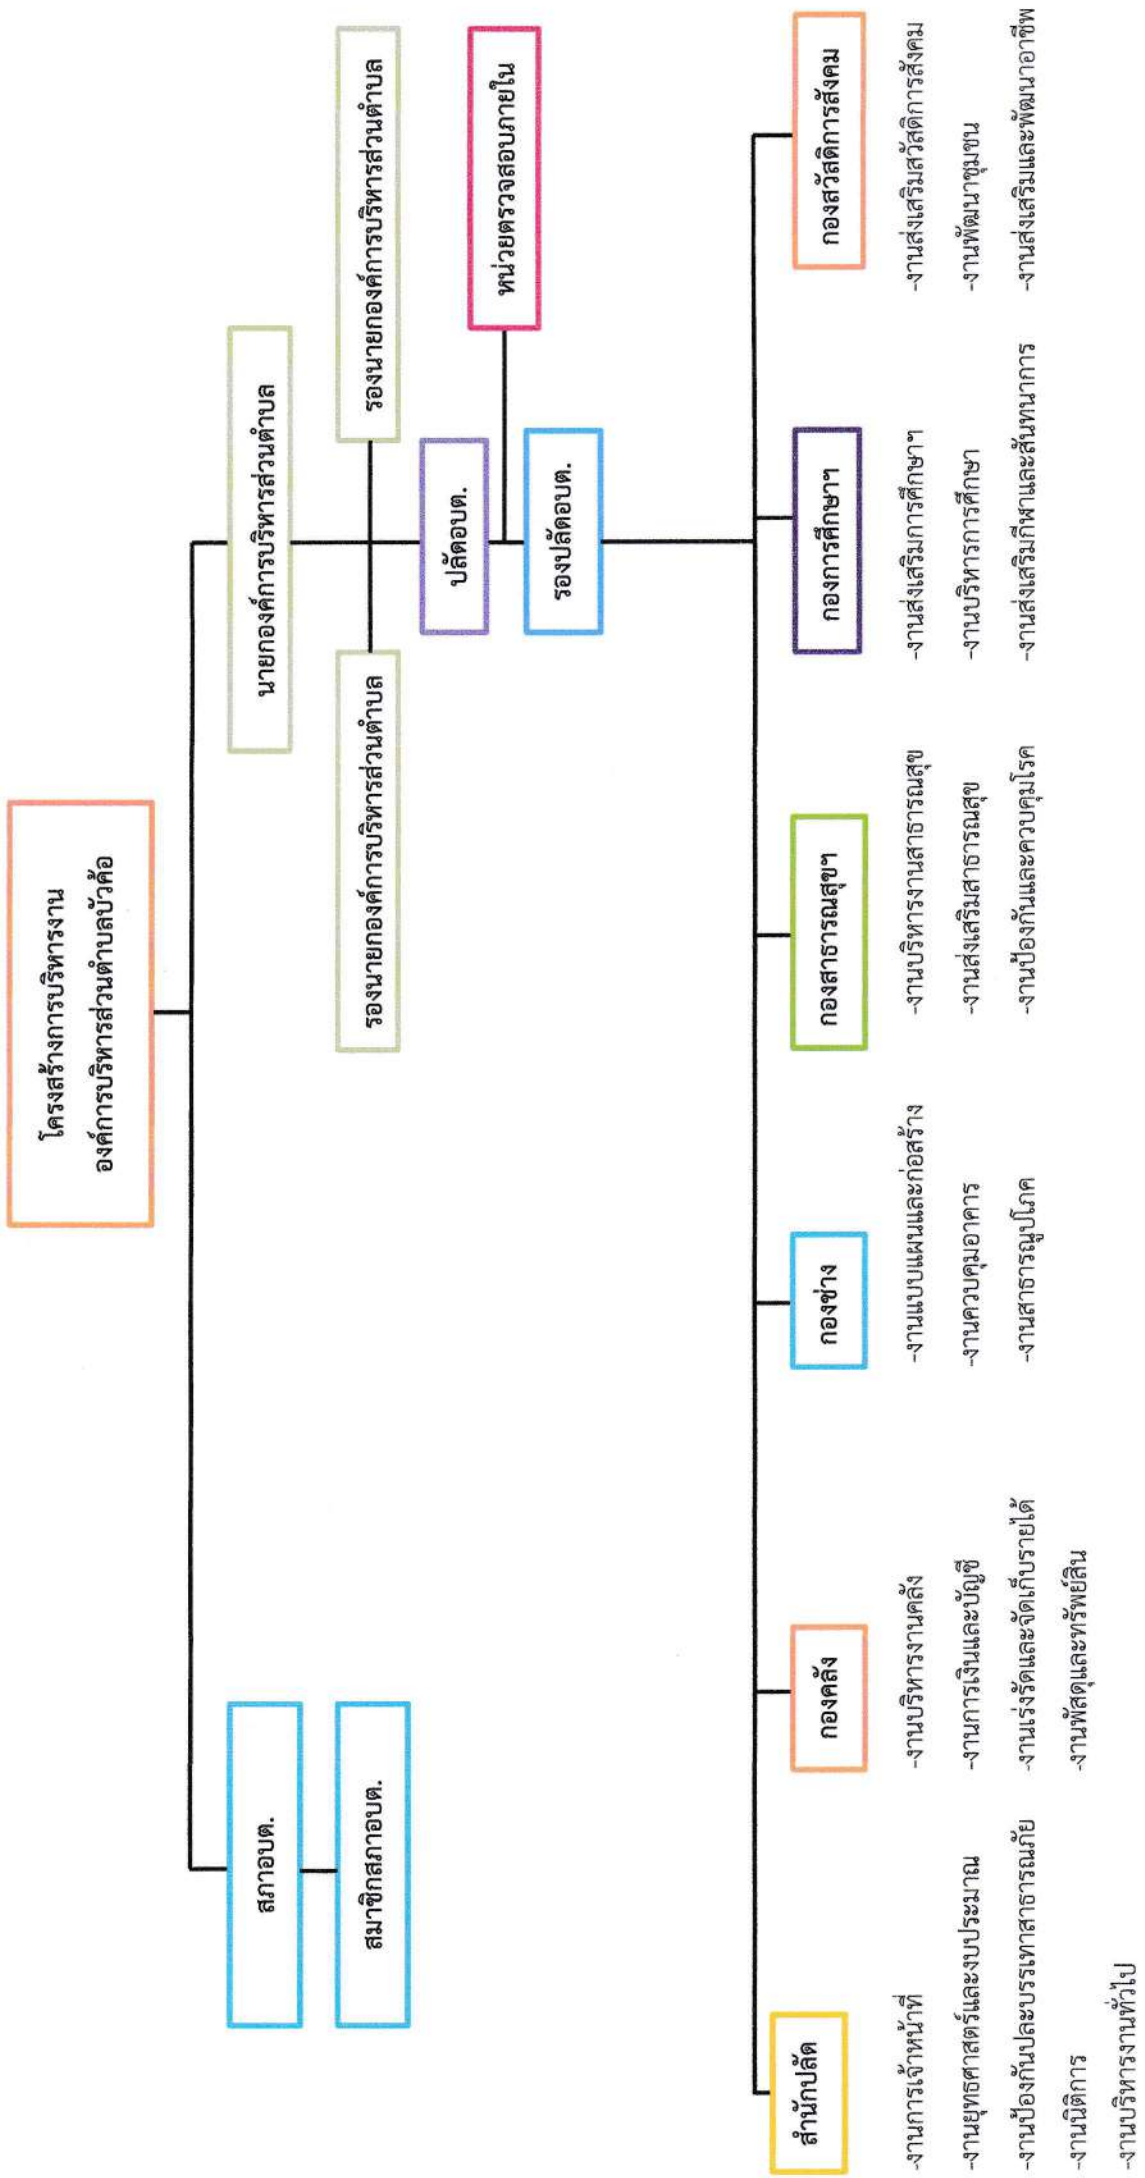 โครงสร้างการบริหารงาน
องค์การบริหารส่วนตำบลบัวค้อ
สภาอบต.
สมาชิกสภาอบต.
นายกองค์การบริหารส่วนตำบล
รองนายกองค์การบริหารส่วนตำบล
รองนายกองค์การบริหารส่วนตำบล
ปลัดอบต.
หน่วยตรวจสอบภายใน
รองปลัดอบต.
สำนักปลัด
-งานการเจ้าหน้าที่
-งานยุทธศาสตร์และงบประมาณ
-งานป้องกันปละบรรเทาสาธารณภัย
-งานนิติการ
-งานบริหารงานทั่วไป
กองคลัง
-งานบริหารงานคลัง
-งานการเงินและบัญชี
-งานเร่งรัดและจัดเก็บรายได้
-งานพัสดุและทรัพย์สิน
กองช่าง
-งานแบบแผนและก่อสร้าง
-งานควบคุมอาคาร
-งานสาธารณูปโภค
กองสาธารณสุขฯ
-งานบริหารงานสาธารณสุข
-งานส่งเสริมสาธารณสุข
-งานป้องกันและควบคุมโรค
กองการศึกษาฯ
-งานส่งเสริมการศึกษาฯ
-งานบริหารการศึกษา
-งานส่งเสริมกีฬาและสันทนาการ
กองสวัสดิการสังคม
-งานส่งเสริมสวัสดิการสังคม
-งานพัฒนาชุมชน
-งานส่งเสริมและพัฒนาอาชีพ